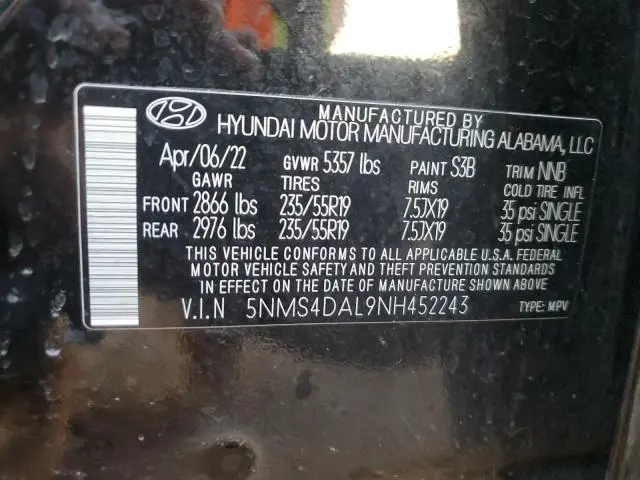 MANUFACTURED BY
HYUNDAI MOTOR MANUFACTURING ALABAMA, LLC
Apr/06/22 GVWR 5357 lbs PAINT S3B TRIM NNB
GAWR TIRES RIMS COLD TIRE INFL
FRONT 2866 lbs 235/55R19 7.5JX19 35 psi SINGLE
REAR 2976 lbs 235/55R19 7.5JX19 35 psi SINGLE
THIS VEHICLE CONFORMS TO ALL APPLICABLE U.S.A. FEDERAL
MOTOR VEHICLE SAFETY AND THEFT PREVENTION STANDARDS
IN EFFECT ON THE DATE OF MANUFACTURE SHOWN ABOVE
V.I.N 5NMS4DAL9NH452243 TYPE: MPV